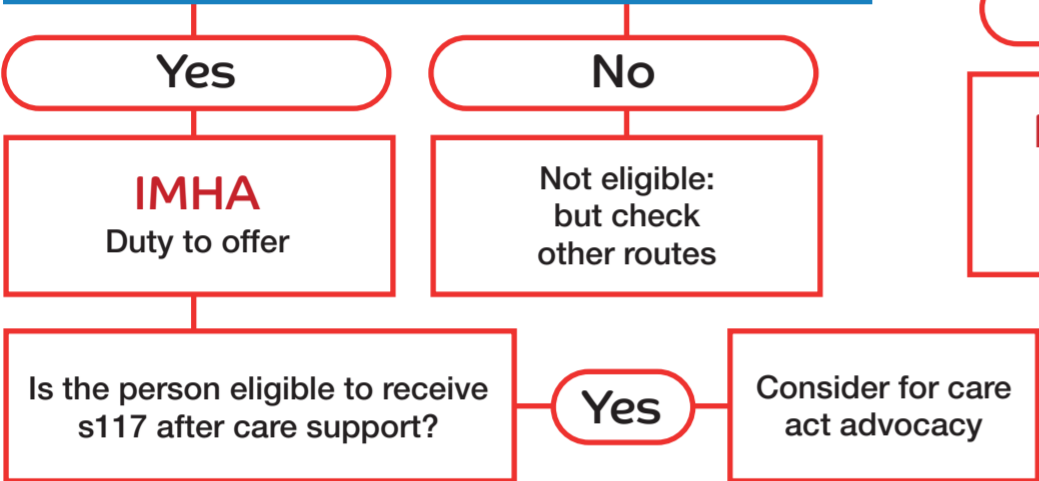 Yes
No
IMHA
Duty to offer
Not eligible:
but check
other routes
Is the person eligible to receive
s117 after care support?
Yes
Consider for care
act advocacy